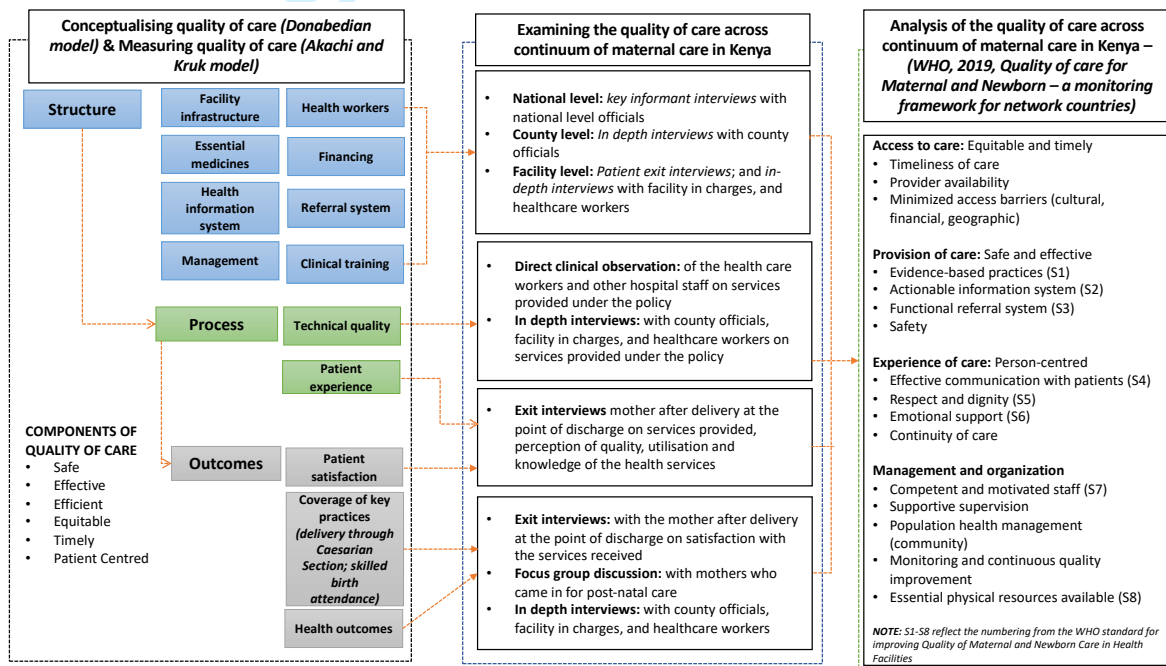 Conceptualising quality of care (Donabedian
model) & Measuring quality of care (Akachi and
Kruk model)
Structure
Facility
infrastructure
Health workers
Essential
medicines
Financing
Health
information
system
Referral system
Management
Clinical training
Process
Technical quality
Patient
experience
COMPONENTS OF
QUALITY OF CARE
• Safe
• Effective
• Efficient
• Equitable
• Timely
• Patient Centred
Outcomes
Patient
satisfaction
Coverage of key
practices
(delivery through
Caesarian
Section; skilled
birth
attendance)
Health outcomes
Examining the quality of care across
continuum of maternal care in Kenya
• National level: key informant interviews with
national level officials
• County level: In depth interviews with county
officials
• Facility level: Patient exit interviews; and in-
depth interviews with facility in charges, and
healthcare workers
• Direct clinical observation: of the health care
workers and other hospital staff on services
provided under the policy
• In depth interviews: with county officials,
facility in charges, and healthcare workers on
services provided under the policy
• Exit interviews mother after delivery at the
point of discharge on services provided,
perception of quality, utilisation and
knowledge of the health services
• Exit interviews: with the mother after delivery
at the point of discharge on satisfaction with
the services received
• Focus group discussion: with mothers who
came in for post-natal care
• In depth interviews: with county officials,
facility in charges, and healthcare workers
Analysis of the quality of care across
continuum of maternal care in Kenya –
(WHO, 2019, Quality of care for
Maternal and Newborn – a monitoring
framework for network countries)
Access to care: Equitable and timely
• Timeliness of care
• Provider availability
• Minimized access barriers (cultural,
financial, geographic)
Provision of care: Safe and effective
• Evidence-based practices (S1)
• Actionable information system (S2)
• Functional referral system (S3)
• Safety
Experience of care: Person-centred
• Effective communication with patients (S4)
• Respect and dignity (S5)
• Emotional support (S6)
• Continuity of care
Management and organization
• Competent and motivated staff (S7)
• Supportive supervision
• Population health management
(community)
• Monitoring and continuous quality
improvement
• Essential physical resources available (S8)
NOTE: S1-S8 reflect the numbering from the WHO standard for
improving Quality of Maternal and Newborn Care in Health
Facilities